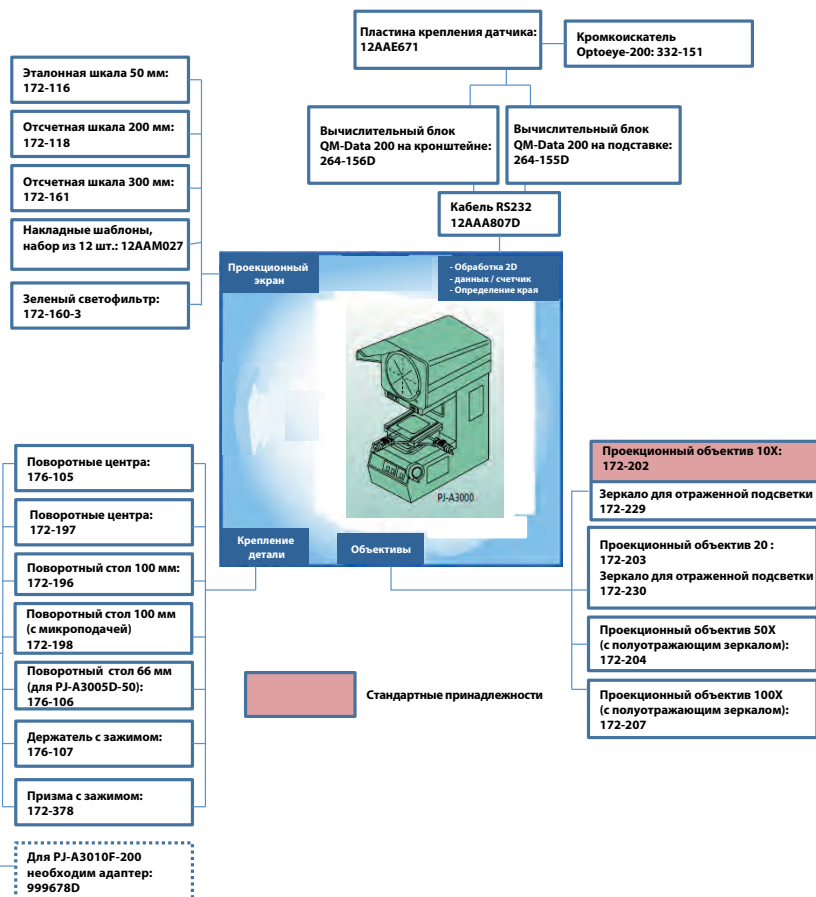 Пластина крепления датчика:
12AAE671
Кромкоискатель
Optoeye-200: 332-151
Эталонная шкала 50 мм:
172-116
Отсчетная шкала 200 мм:
172-118
Отсчетная шкала 300 мм:
172-161
Накладные шаблоны,
набор из 12 шт.: 12AAM027
Зеленый светофильтр:
172-160-3
Вычислительный блок
QM-Data 200 на кронштейне:
264-156D
Вычислительный блок
QM-Data 200 на подставке:
264-155D
Кабель RS232
12AAA807D
Проекционный
экран
- Обработка 2D
- данных / счетчик
- Определение края
PJ-A3000
Крепление
детали
Объективы
Поворотные центра:
176-105
Поворотные центра:
172-197
Поворотный стол 100 мм:
172-196
Поворотный стол 100 мм
(с микроподачей)
172-198
Поворотный стол 66 мм
(для PJ-A3005D-50):
176-106
Держатель с зажимом:
176-107
Призма с зажимом:
172-378
Для PJ-A3010F-200
необходим адаптер:
999678D
Стандартные принадлежности
Проекционный объектив 10X:
172-202
Зеркало для отраженной подсветки
172-229
Проекционный объектив 20 :
172-203
Зеркало для отраженной подсветки
172-230
Проекционный объектив 50X
(с полуотражающим зеркалом):
172-204
Проекционный объектив 100X
(с полуотражающим зеркалом):
172-207